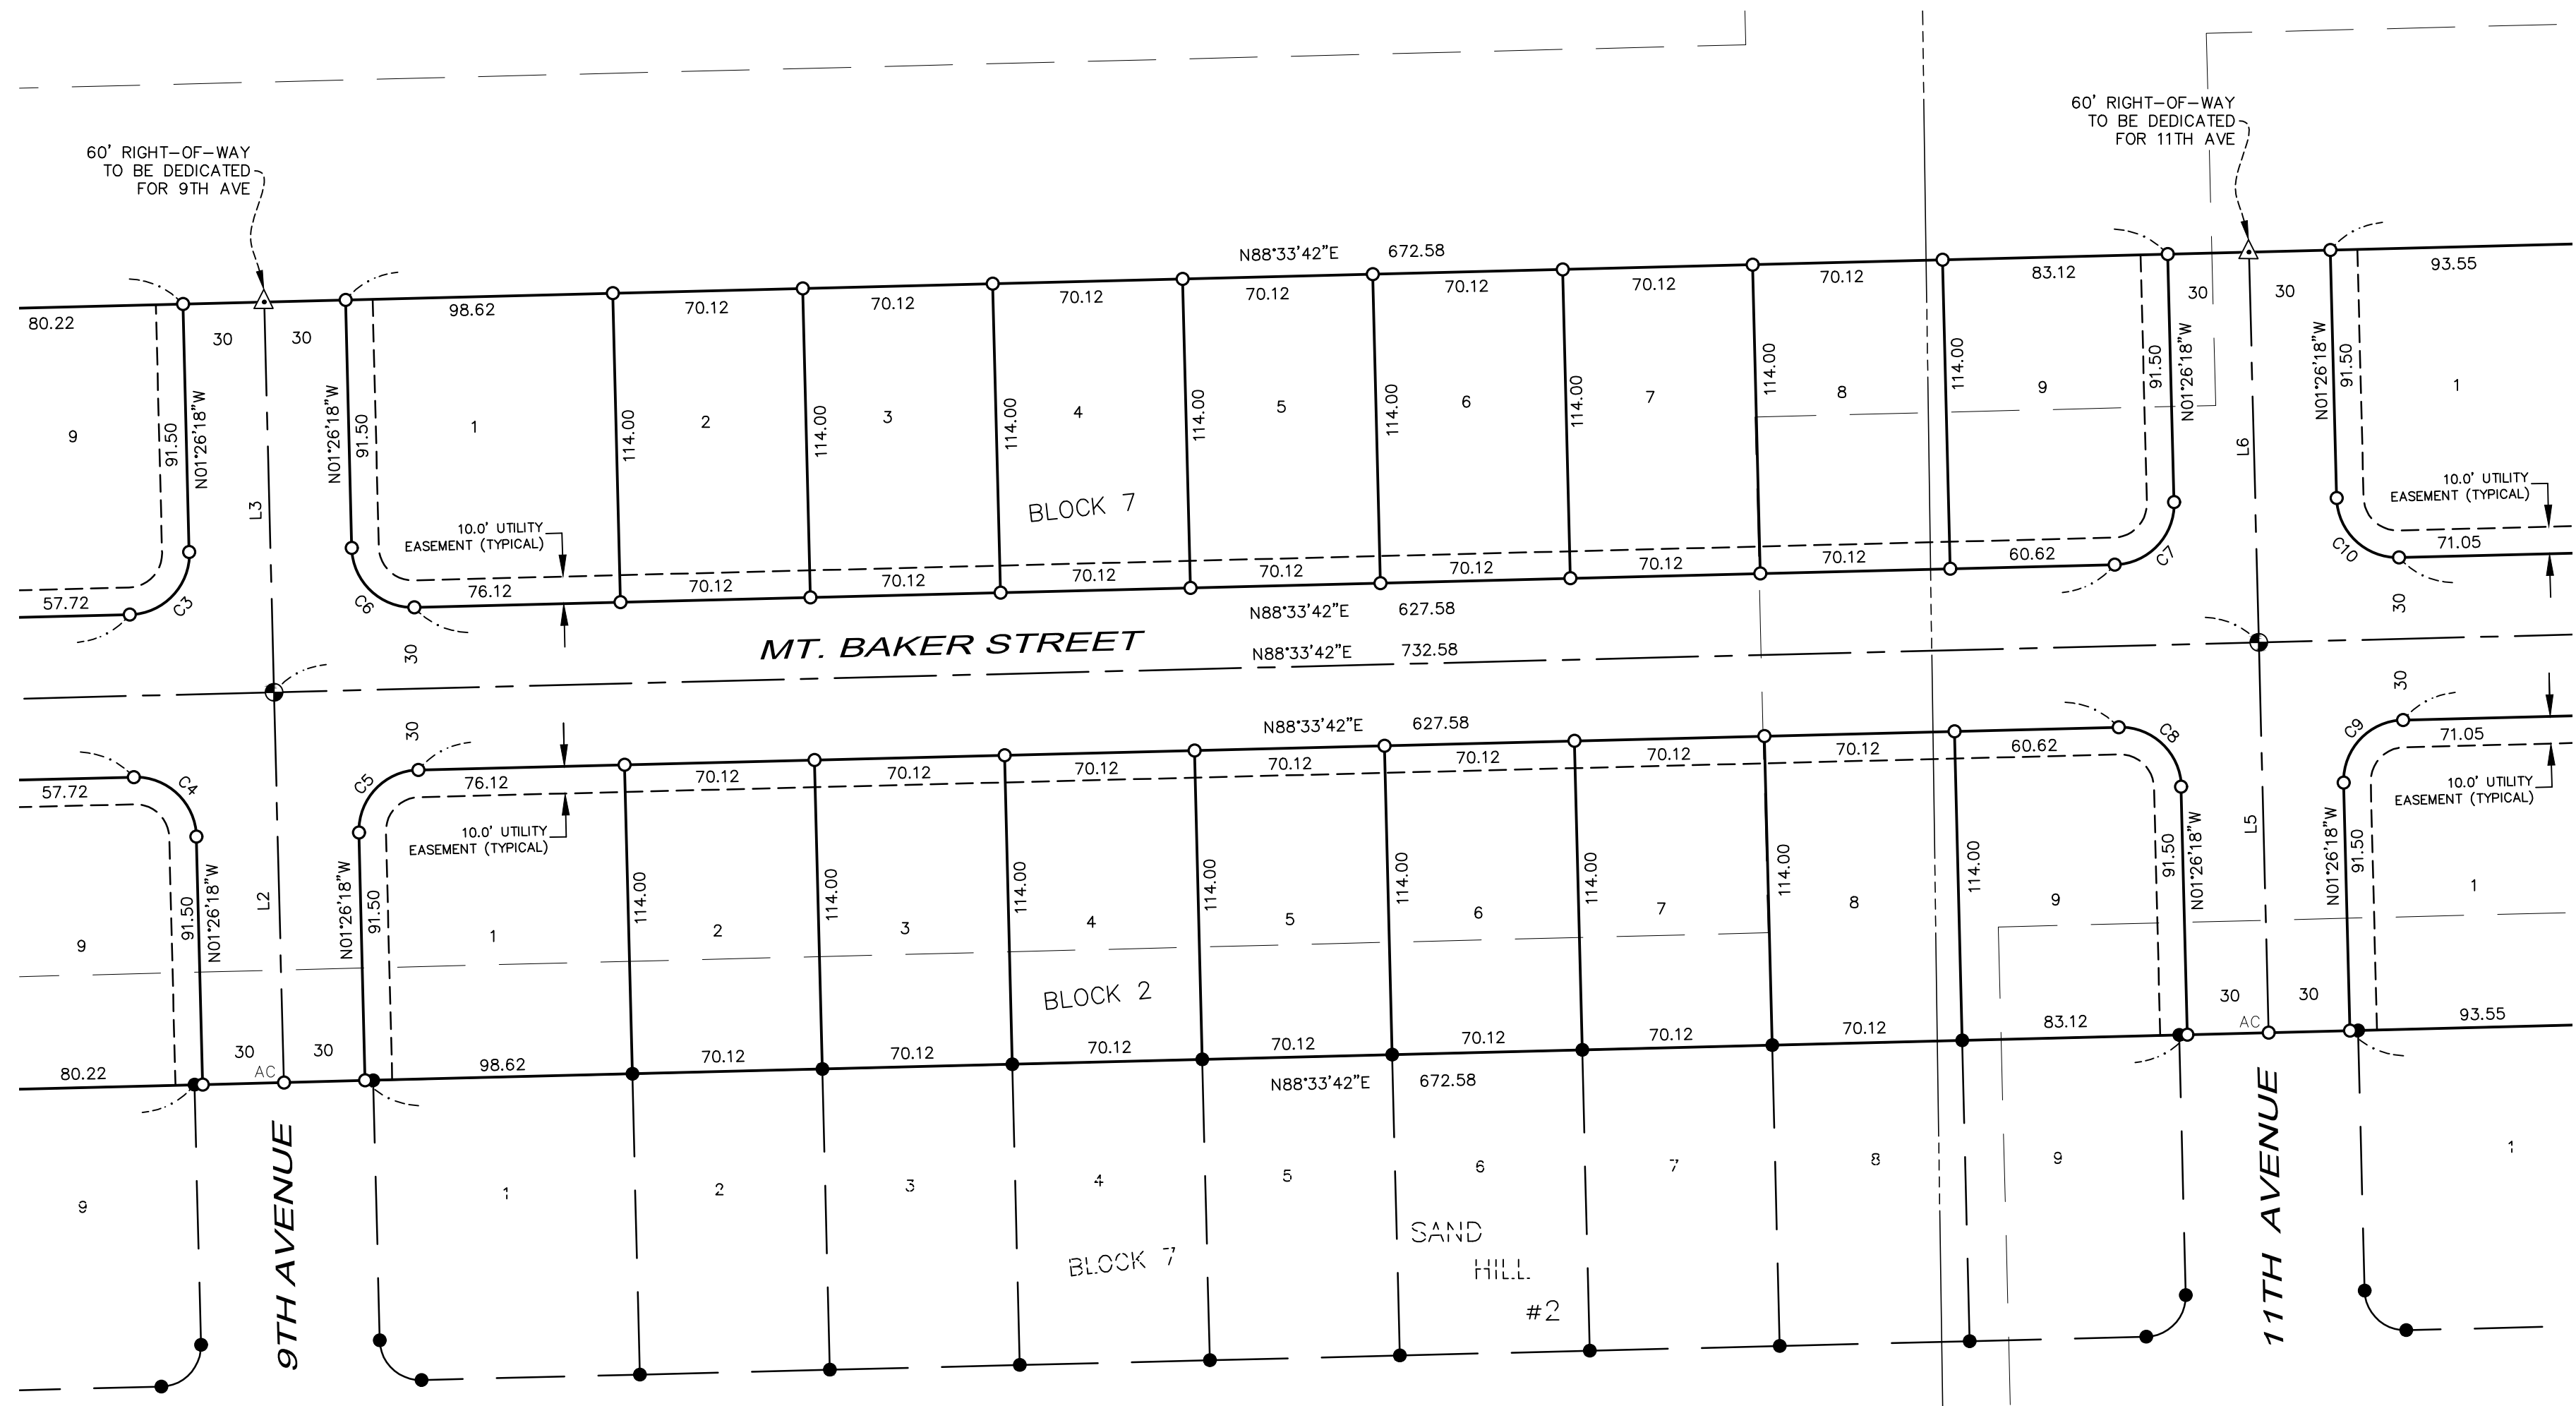 60' RIGHT-OF-WAY
TO BE DEDICATED
FOR 11TH AVE
60' RIGHT-OF-WAY
TO BE DEDICATED
FOR 9TH AVE
N88°33'42"E 672.58
80.22
98.62
70.12
70.12
70.12
70.12
70.12
70.12
70.12
83.12
93.55
30
30
30
30
N01°26'18"W
91.50
N01°26'18"W
91.50
114.00
114.00
114.00
114.00
114.00
114.00
114.00
114.00
91.50
N01°26'18"W
N01°26'18"W
91.50
9
L3
1
2
3
4
5
6
7
8
9
L6
1
BLOCK 7
10.0' UTILITY
EASEMENT (TYPICAL)
10.0' UTILITY
EASEMENT (TYPICAL)
57.72
C3
C6
76.12
70.12
70.12
70.12
70.12
70.12
70.12
70.12
60.62
C7
C10
71.05
N88°33'42"E 627.58
30
30
MT. BAKER STREET
N88°33'42"E 732.58
30
30
N88°33'42"E 627.58
57.72
C4
C5
76.12
70.12
70.12
70.12
70.12
70.12
70.12
70.12
60.62
C8
C9
71.05
10.0' UTILITY
EASEMENT (TYPICAL)
10.0' UTILITY
EASEMENT (TYPICAL)
91.50
N01°26'18"W
L2
N01°26'18"W
91.50
114.00
114.00
114.00
114.00
114.00
114.00
114.00
114.00
91.50
N01°26'18"W
L5
N01°26'18"W
91.50
9
1
2
3
4
5
6
7
8
9
1
BLOCK 2
30
30
30
30
AC
AC
80.22
98.62
70.12
70.12
70.12
70.12
70.12
70.12
70.12
83.12
93.55
N88°33'42"E 672.58
9TH AVENUE
11TH AVENUE
9
1
2
3
4
5
6
7
8
9
1
BLOCK 7
SAND
HILL
#2